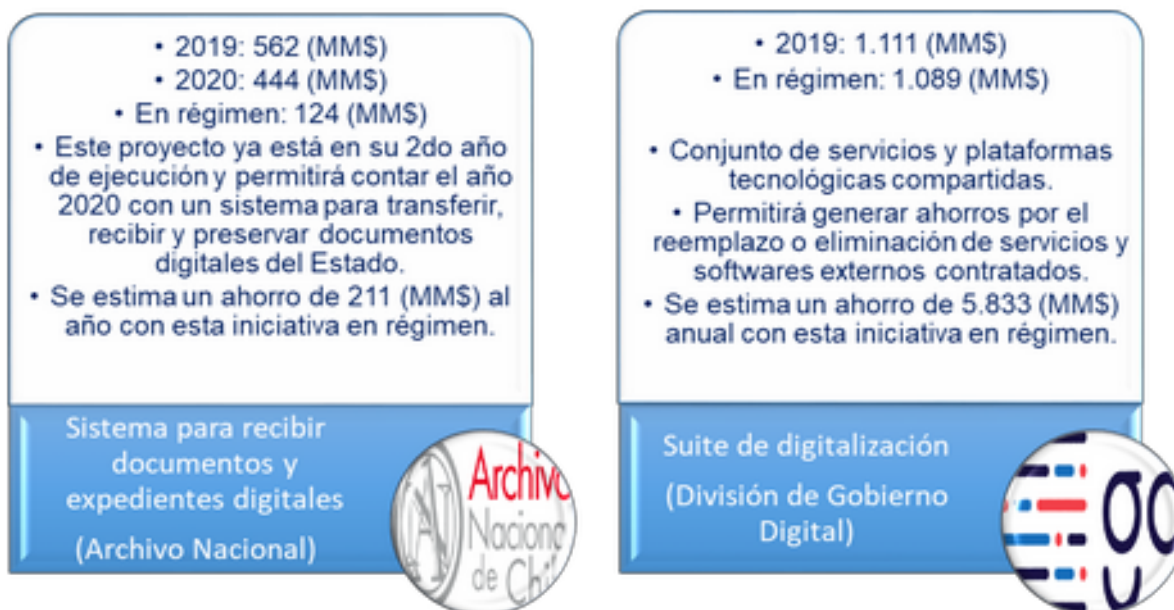 • 2019: 562 (MM$)
• 2020: 444 (MM$)
• En régimen: 124 (MM$)
• Este proyecto ya está en su 2do año
de ejecución y permitirá contar el año
2020 con un sistema para transferir,
recibir y preservar documentos
digitales del Estado.
• Se estima un ahorro de 211 (MM$) al
año con esta iniciativa en régimen.
Sistema para recibir
documentos y
expedientes digitales
(Archivo Nacional)
Archivo
Nacional
de Chil
• 2019: 1.111 (MM$)
• En régimen: 1.089 (MM$)
• Conjunto de servicios y plataformas
tecnológicas compartidas.
• Permitirá generar ahorros por el
reemplazo o eliminación de servicios y
softwares externos contratados.
• Se estima un ahorro de 5.833 (MM$)
anual con esta iniciativa en régimen.
Suite de digitalización
(División de Gobierno
Digital)